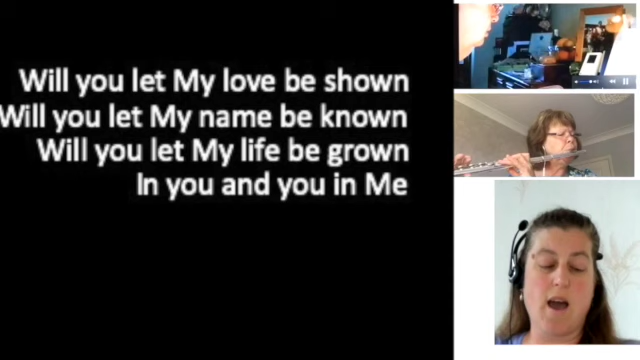 Will you let My love be shown
Will you let My name be known
Will you let My life be grown
In you and you in Me